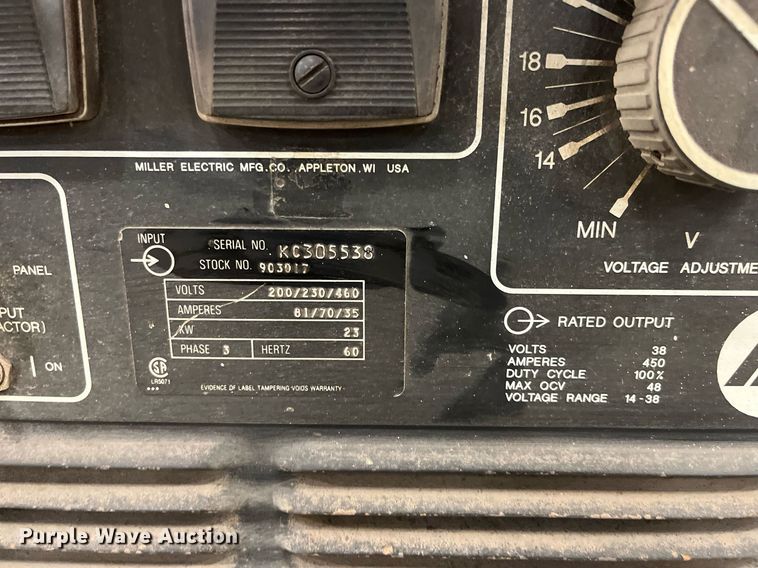 18
16
14
MIN
V
VOLTAGE ADJUSTME
MILLER ELECTRIC MFG. CO., APPLETON, WI USA
PANEL
PUT
ACTOR)
ON
INPUT
SERIAL NO. KC305538
STOCK NO. 903017
VOLTS 200/230/460
AMPERES 81/70/35
KW 23
PHASE 3 HERTZ 60
LR5071
EVIDENCE OF LABEL TAMPERING VOIDS WARRANTY
RATED OUTPUT
VOLTS 38
AMPERES 450
DUTY CYCLE 100%
MAX OCV 48
VOLTAGE RANGE 14-38
Purple Wave Auction